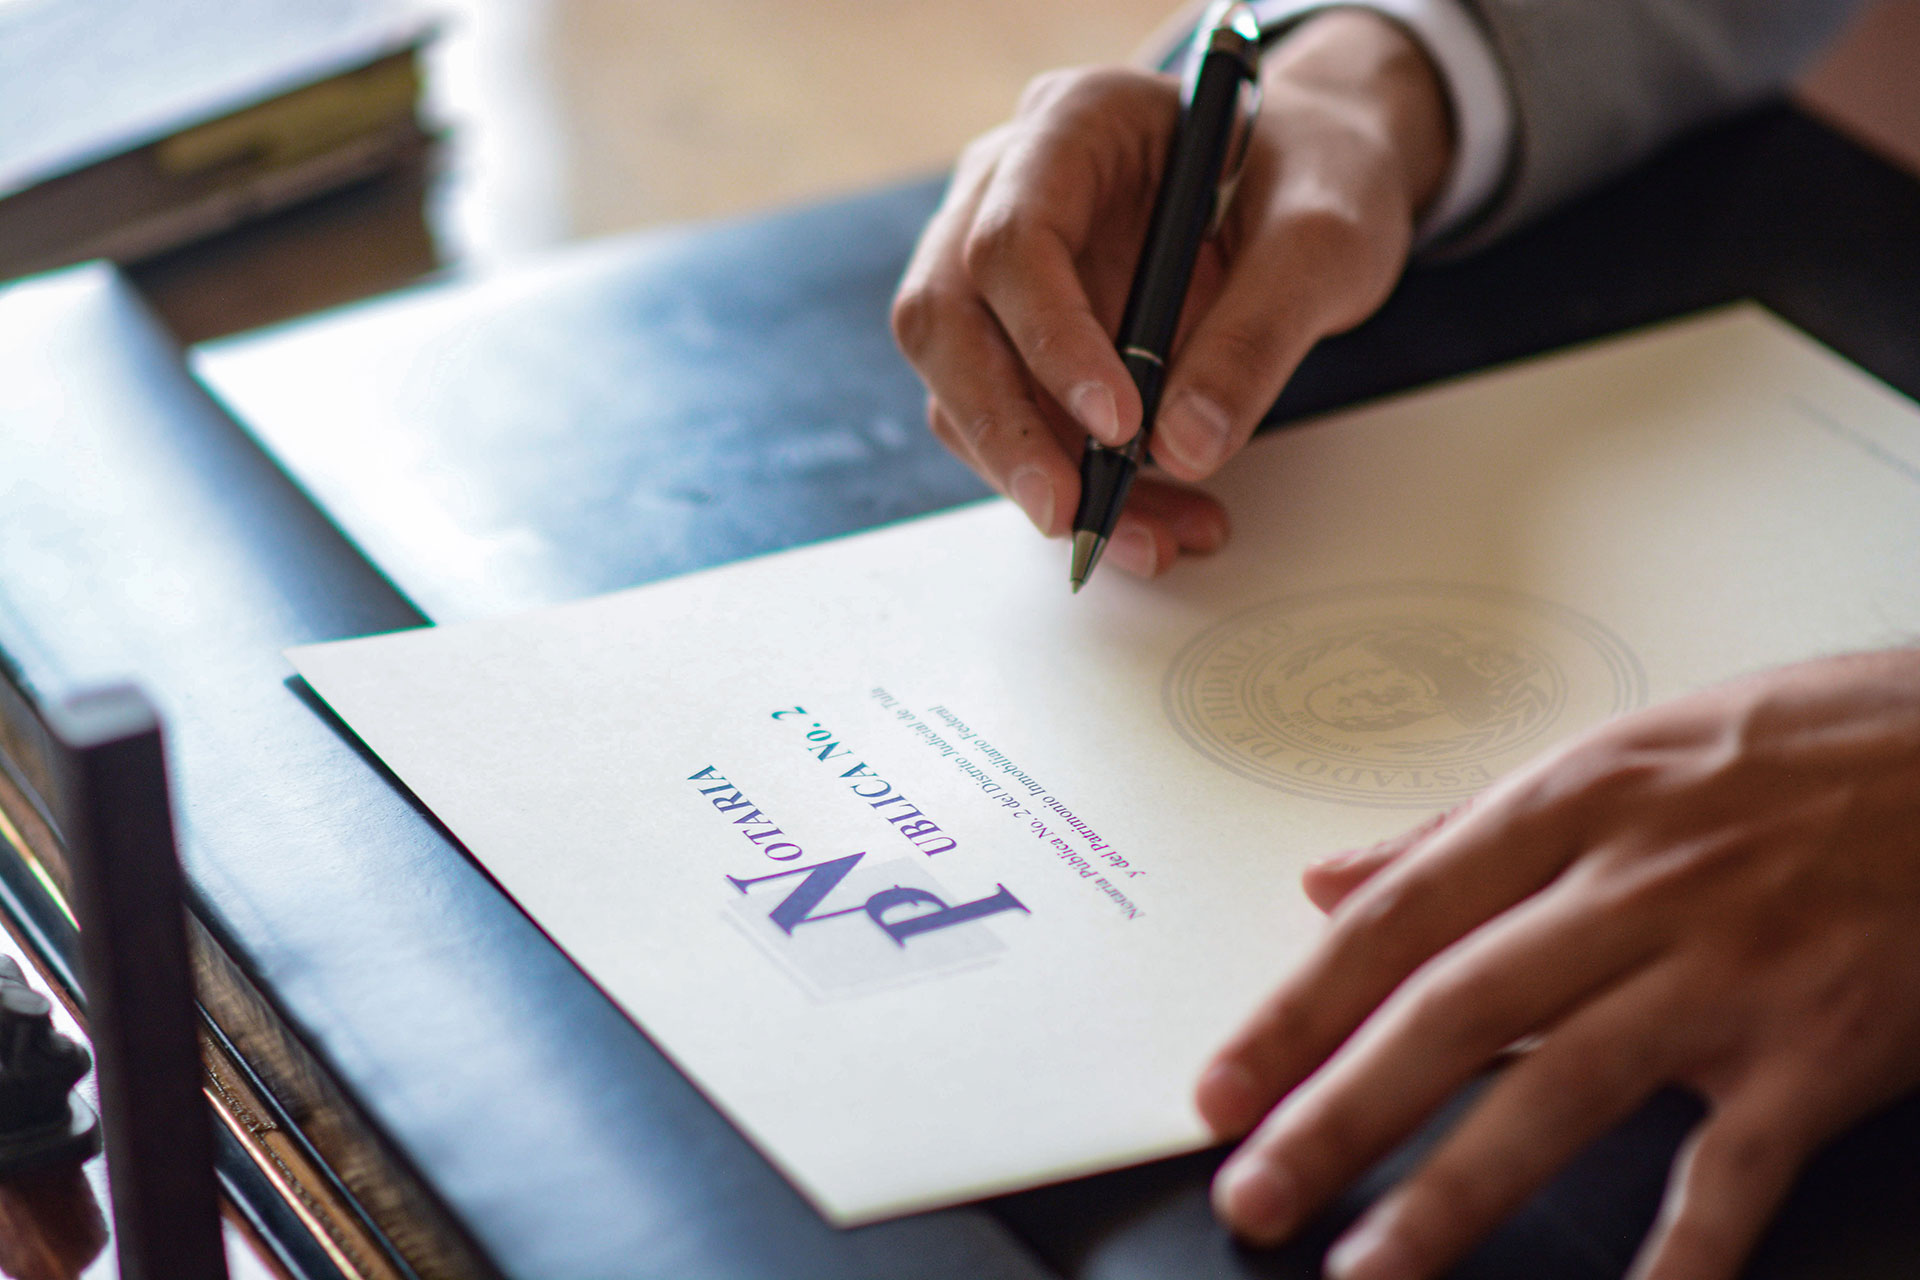 NOTARIA
PUBLICA No. 2
Notaria Pública No. 2 del Distrito Judicial de Tula
y del Patrimonio Inmobiliario Federal
ESTADO DE HIDALGO